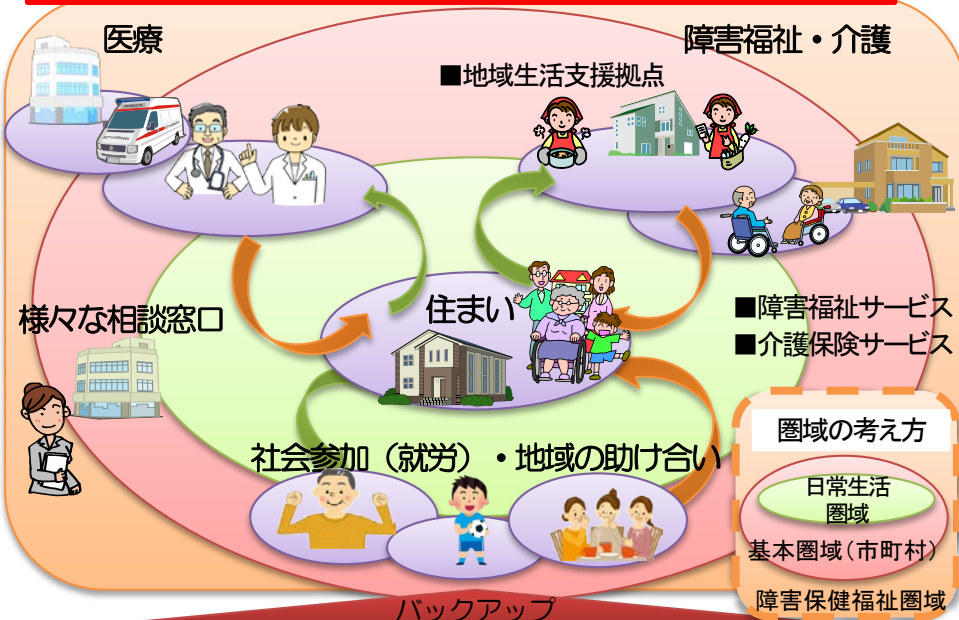 医療
障害福祉・介護
■地域生活支援拠点
住まい
様々な相談窓口
■障害福祉サービス
■介護保険サービス
社会参加（就労）・地域の助け合い
圏域の考え方
日常生活
圏域
基本圏域（市町村）
障害保健福祉圏域
バックアップ